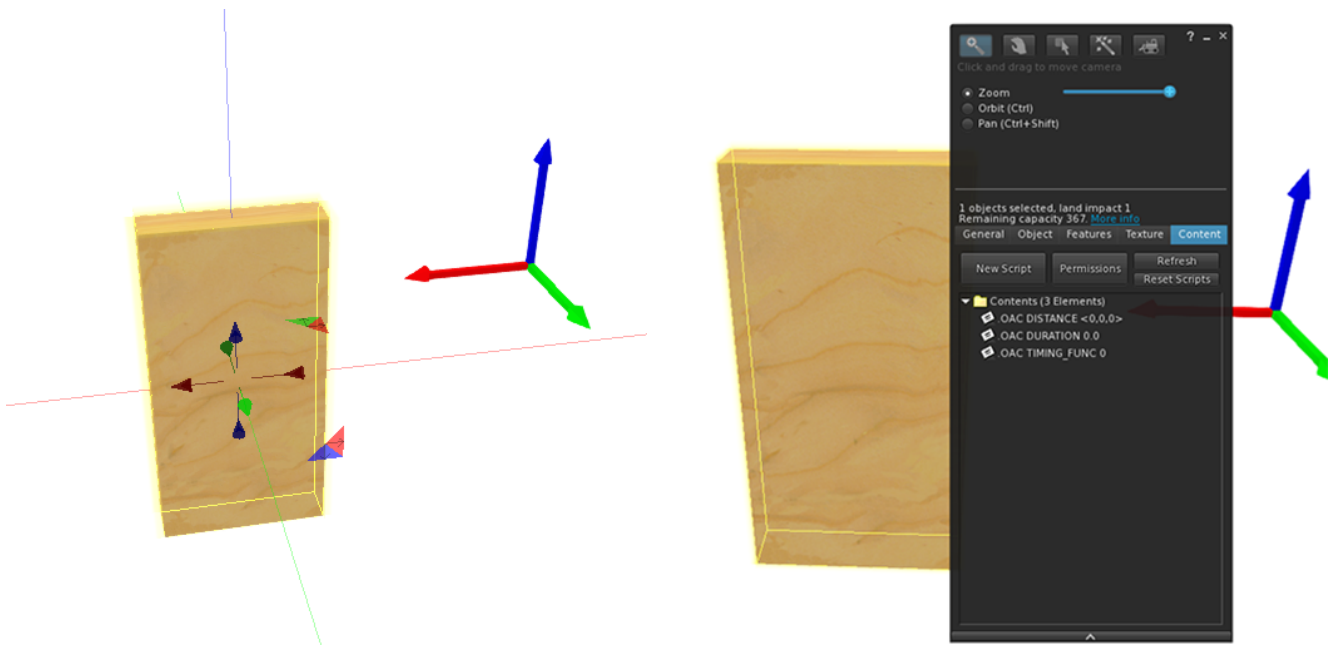 ? _ ×
Click and drag to move camera
Zoom
Orbit (Ctrl)
Pan (Ctrl+Shift)
1 objects selected, land impact 1
Remaining capacity 367. More info
General Object Features Texture Content
New Script Permissions Refresh
Reset Scripts
Contents (3 Elements)
.OAC DISTANCE <0,0,0>
.OAC DURATION 0.0
.OAC TIMING_FUNC 0